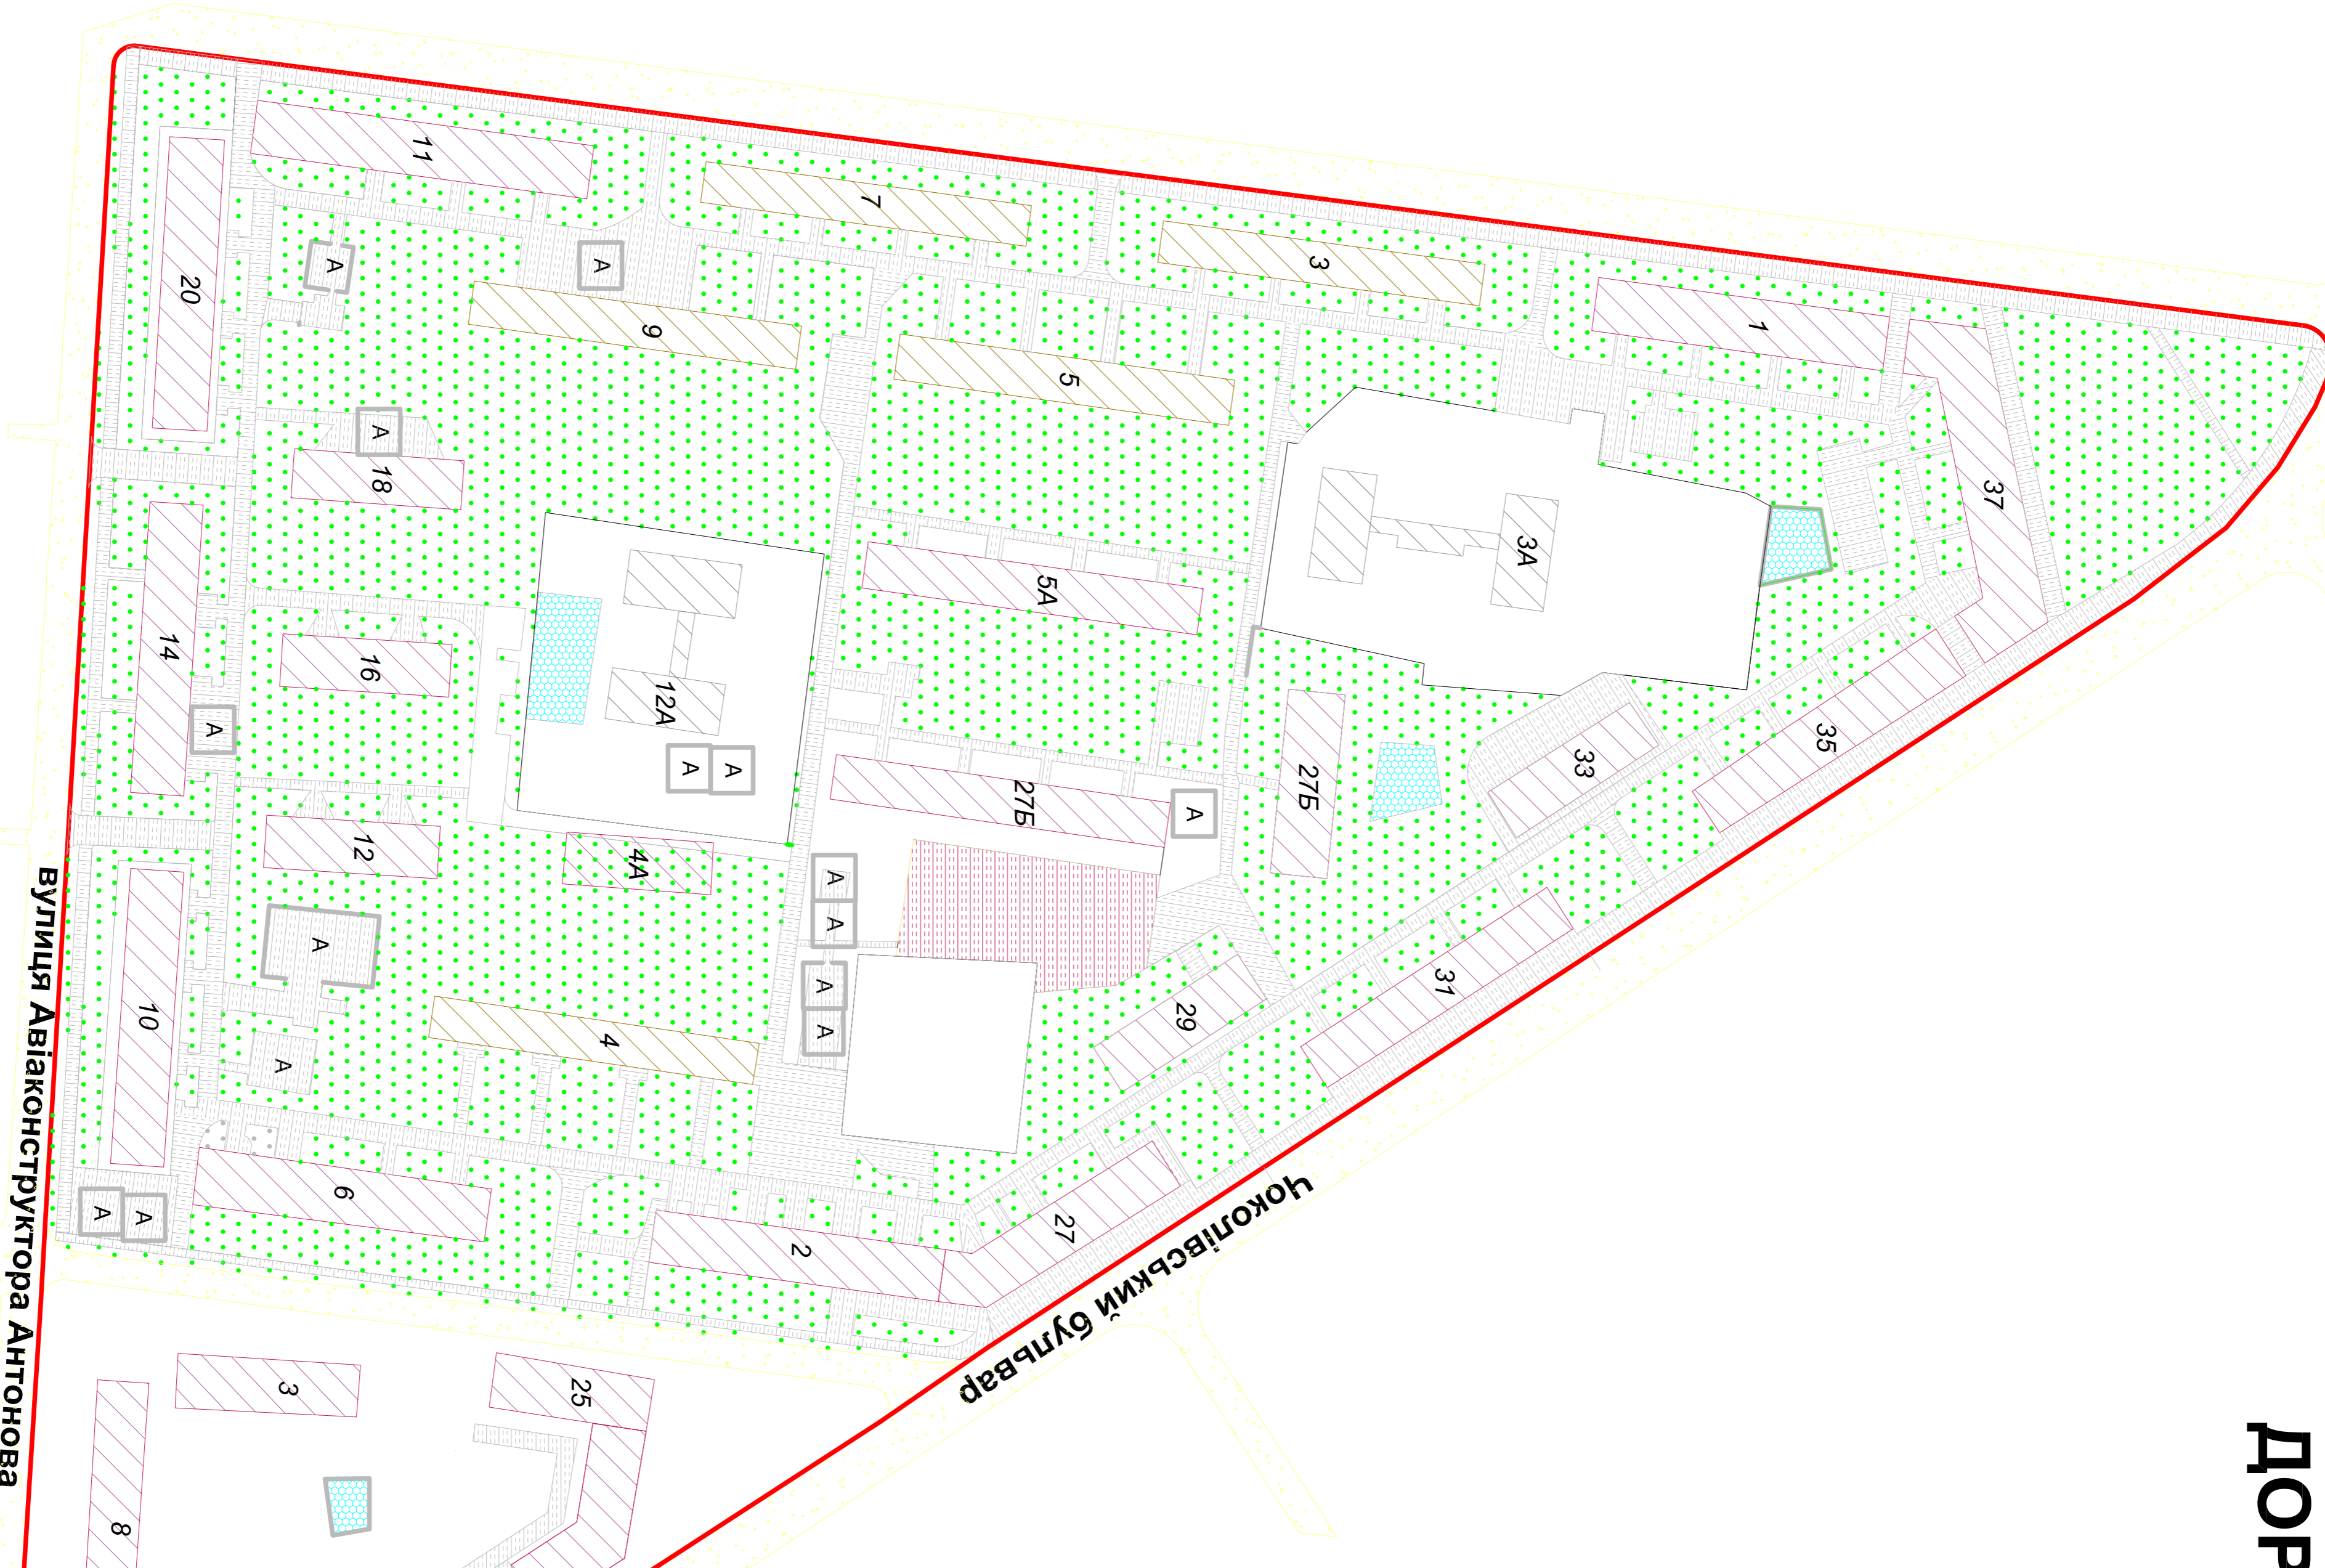 11
7
3
1
20
А
А
9
5
37
А
18
3А
5А
14
16
12А
А
А
А
27Б
27Б
А
33
35
12
4А
А
А
А
А
А
10
А
4
29
31
6
А
А
2
27
вулиця Авіаконструктора Антонова
Чоколівський бульвар
3
25
8
ДОР